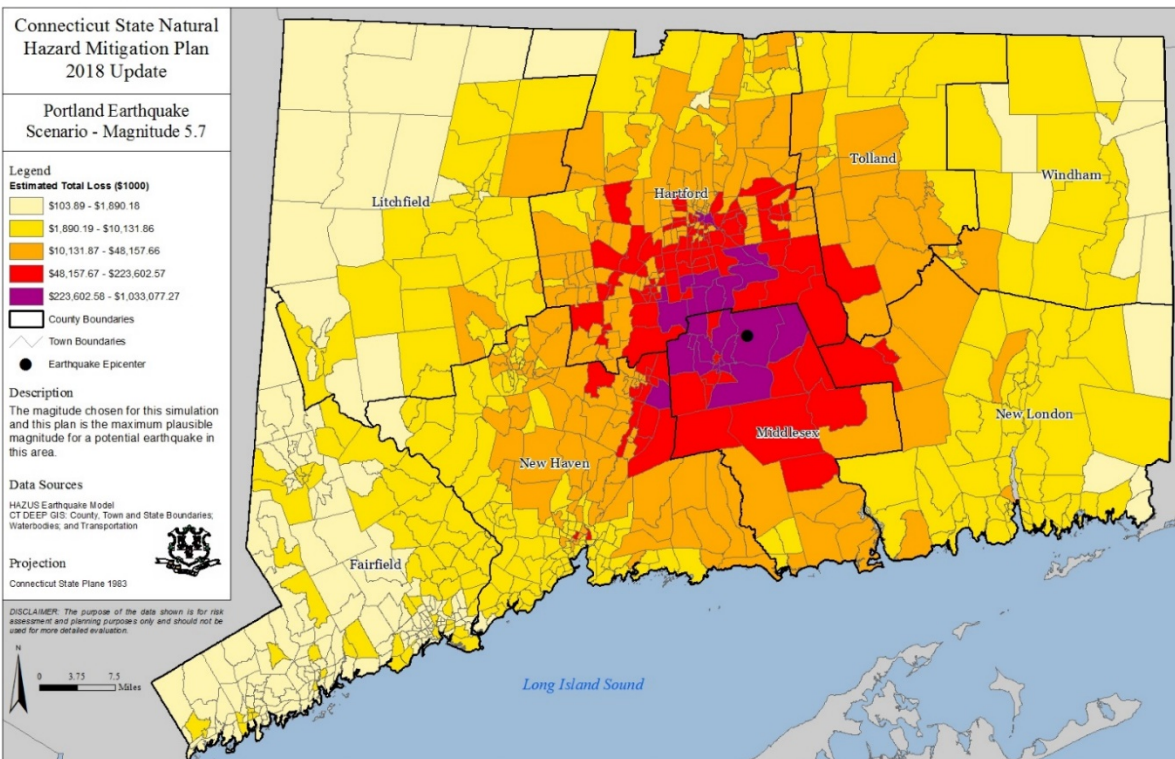 Connecticut State Natural
Hazard Mitigation Plan
2018 Update
Portland Earthquake
Scenario - Magnitude 5.7
Legend
Estimated Total Loss ($1000)
$103.89 - $1,890.18
$1,890.19 - $10,131.86
$10,131.87 - $48,157.66
$48,157.67 - $223,602.57
$223,602.58 - $1,033,077.27
County Boundaries
Town Boundaries
Earthquake Epicenter
Description
The magitude chosen for this simulation
and this plan is the maximum plausible
magnitude for a potential earthquake in
this area.
Data Sources
HAZUS Earthquake Model
CT DEEP GIS: County, Town and State Boundaries;
Waterbodies; and Transportation
Projection
Connecticut State Plane 1983
DISCLAIMER: The purpose of the data shown is for risk
assessment and planning purposes only and should not be
used for more detailed evaluation.
N
0 3.75 7.5
Miles
Litchfield
Hartford
Tolland
Windham
New Haven
Middlesex
New London
Fairfield
Long Island Sound